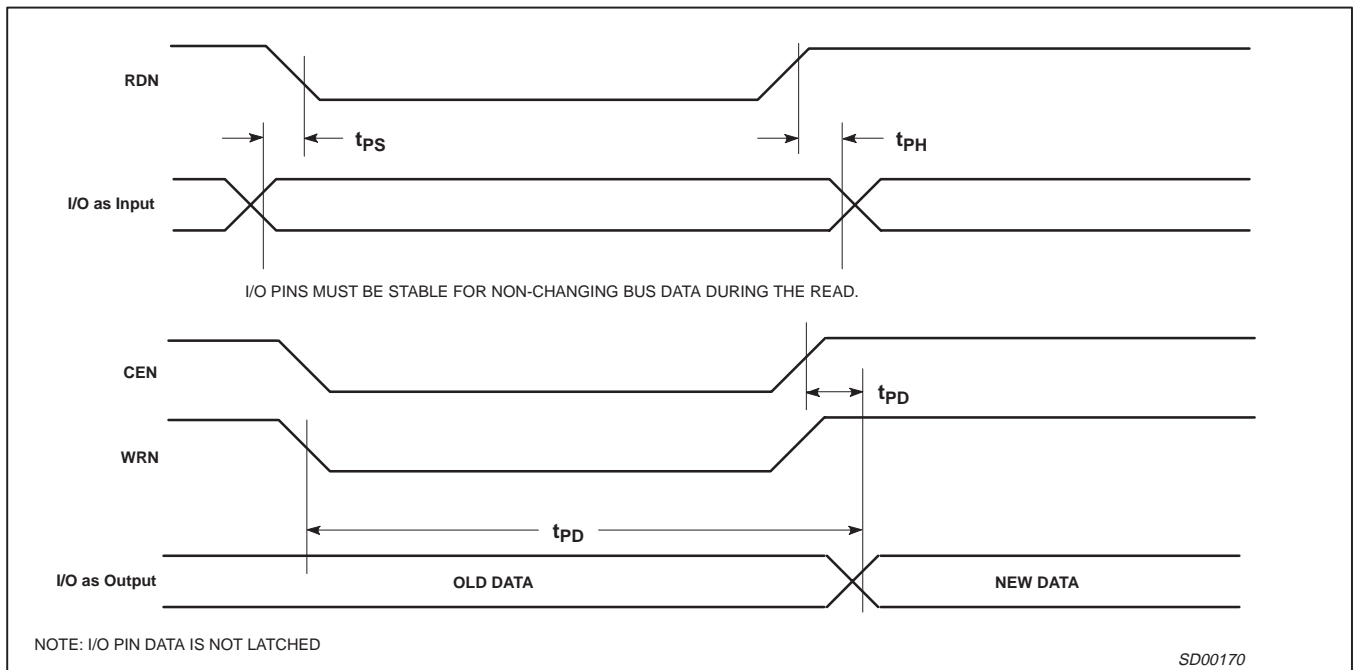 RDN
tPS
tPH
I/O as Input
I/O PINS MUST BE STABLE FOR NON-CHANGING BUS DATA DURING THE READ.
CEN
tPD
WRN
tPD
I/O as Output
OLD DATA
NEW DATA
NOTE: I/O PIN DATA IS NOT LATCHED
SD00170